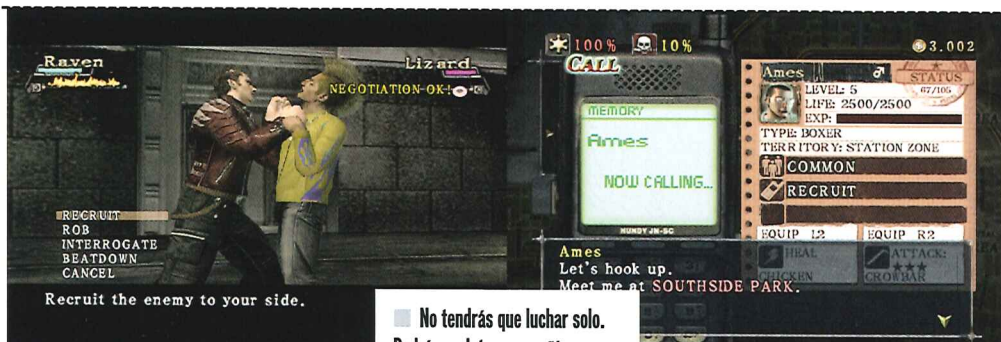 Raven
Lizard
NEGOTIATION OK!
RECRUIT
ROB
INTERROGATE
BEATDOWN
CANCEL
Recruit the enemy to your side.
No tendrás que luchar solo.
100%
10%
3.002
CALL
MEMORY
Ames
NOW CALLING...
Ames
STATUS
67/105
LEVEL: 5
LIFE: 2500/2500
EXP:
TYPE: BOXER
TERRITORY: STATION ZONE
COMMON
RECRUIT
EQUIP L2
EQUIP R2
HEAL
CHICKEN
ATTACK:
CROWBAR
Ames
Let's hook up.
Meet me at SOUTHSIDE PARK.